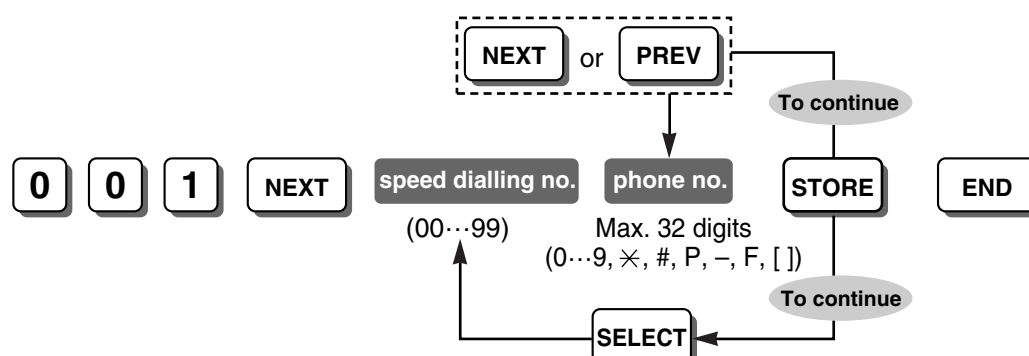 NEXT or PREV
To continue
0 0 1 NEXT speed dialling no. phone no. STORE END
(00···99) Max. 32 digits
(0···9, ✳, #, P, –, F, [ ])
To continue
SELECT